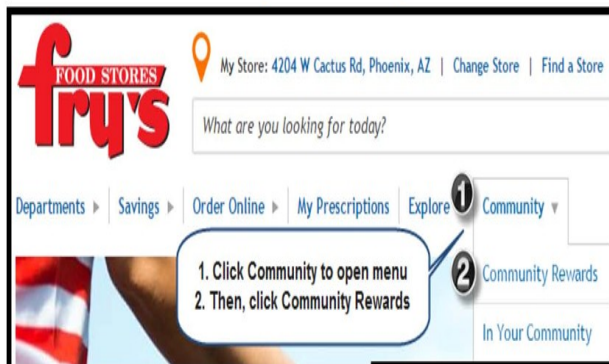 FOOD STORES
fry's
My Store: 4204 W Cactus Rd, Phoenix, AZ | Change Store | Find a Store
What are you looking for today?
Departments Savings Order Online My Prescriptions Explore 1 Community
1. Click Community to open menu
2. Then, click Community Rewards
2 Community Rewards
In Your Community